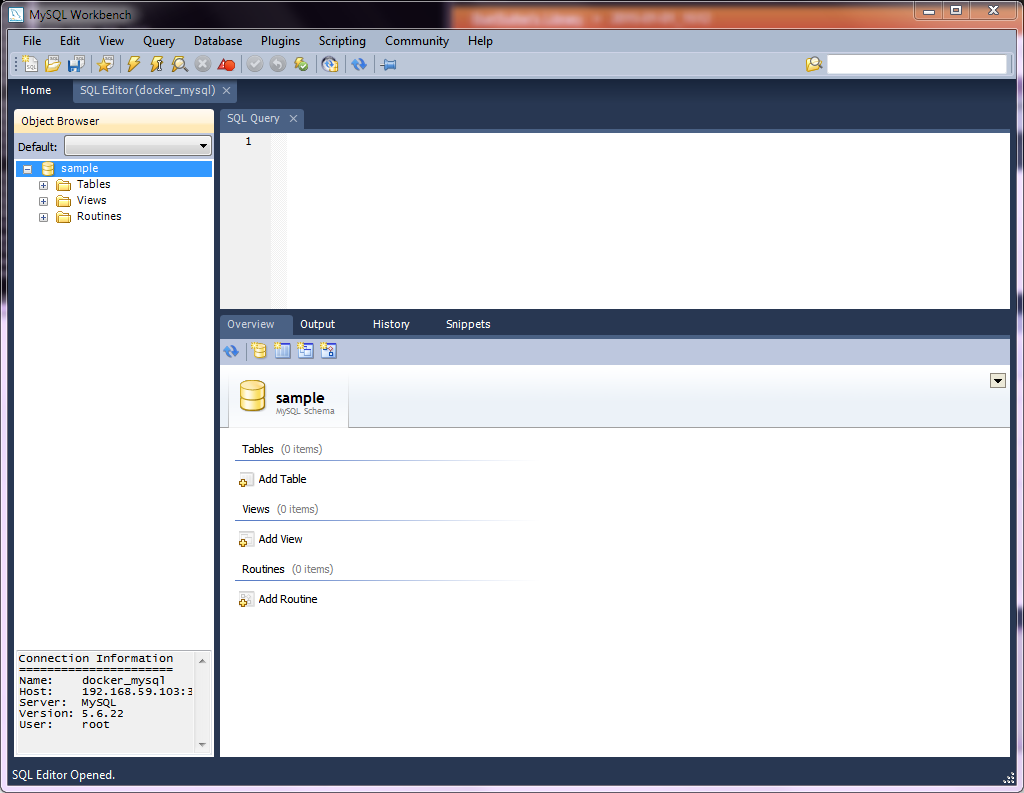 MySQL Workbench
File Edit View Query Database Plugins Scripting Community Help
Home SQL Editor (docker_mysql)
Object Browser
Default:
sample
Tables
Views
Routines
SQL Query
1
Overview Output History Snippets
sample
MySQL Schema
Tables (0 items)
Add Table
Views (0 items)
Add View
Routines (0 items)
Add Routine
Connection Information
======================
Name: docker_mysql
Host: 192.168.59.103:3
Server: MySQL
Version: 5.6.22
User: root
SQL Editor Opened.